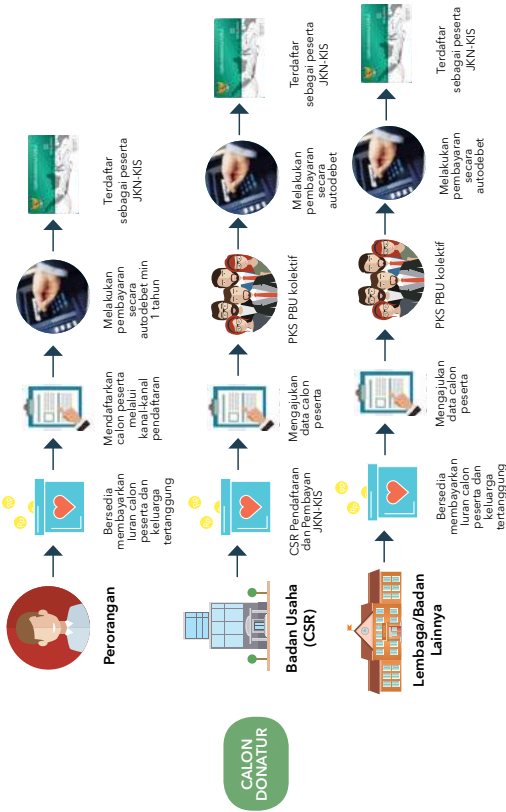 CALON
DONATUR
Perorangan
Bersedia
membayarkan
Iuran calon
peserta dan
keluarga
tertanggung
Mendaftarkan
calon peserta
melalui
kanal-kanal
pendaftaran
Melakukan
pembayaran
secara
autodebet min
1 tahun
Terdaftar
sebagai peserta
JKN-KIS
Badan Usaha
(CSR)
CSR Pendaftaran
dan Pembayan
JKN-KIS
Mengajukan
data calon
peserta
PKS PBU kolektif
Melakukan
pembayaran
secara
autodebet
Terdaftar
sebagai peserta
JKN-KIS
Lembaga/Badan
Lainnya
Bersedia
membayarkan
Iuran calon
peserta dan
keluarga
tertanggung
Mengajukan
data calon
peserta
PKS PBU kolektif
Melakukan
pembayaran
secara
autodebet
Terdaftar
sebagai peserta
JKN-KIS